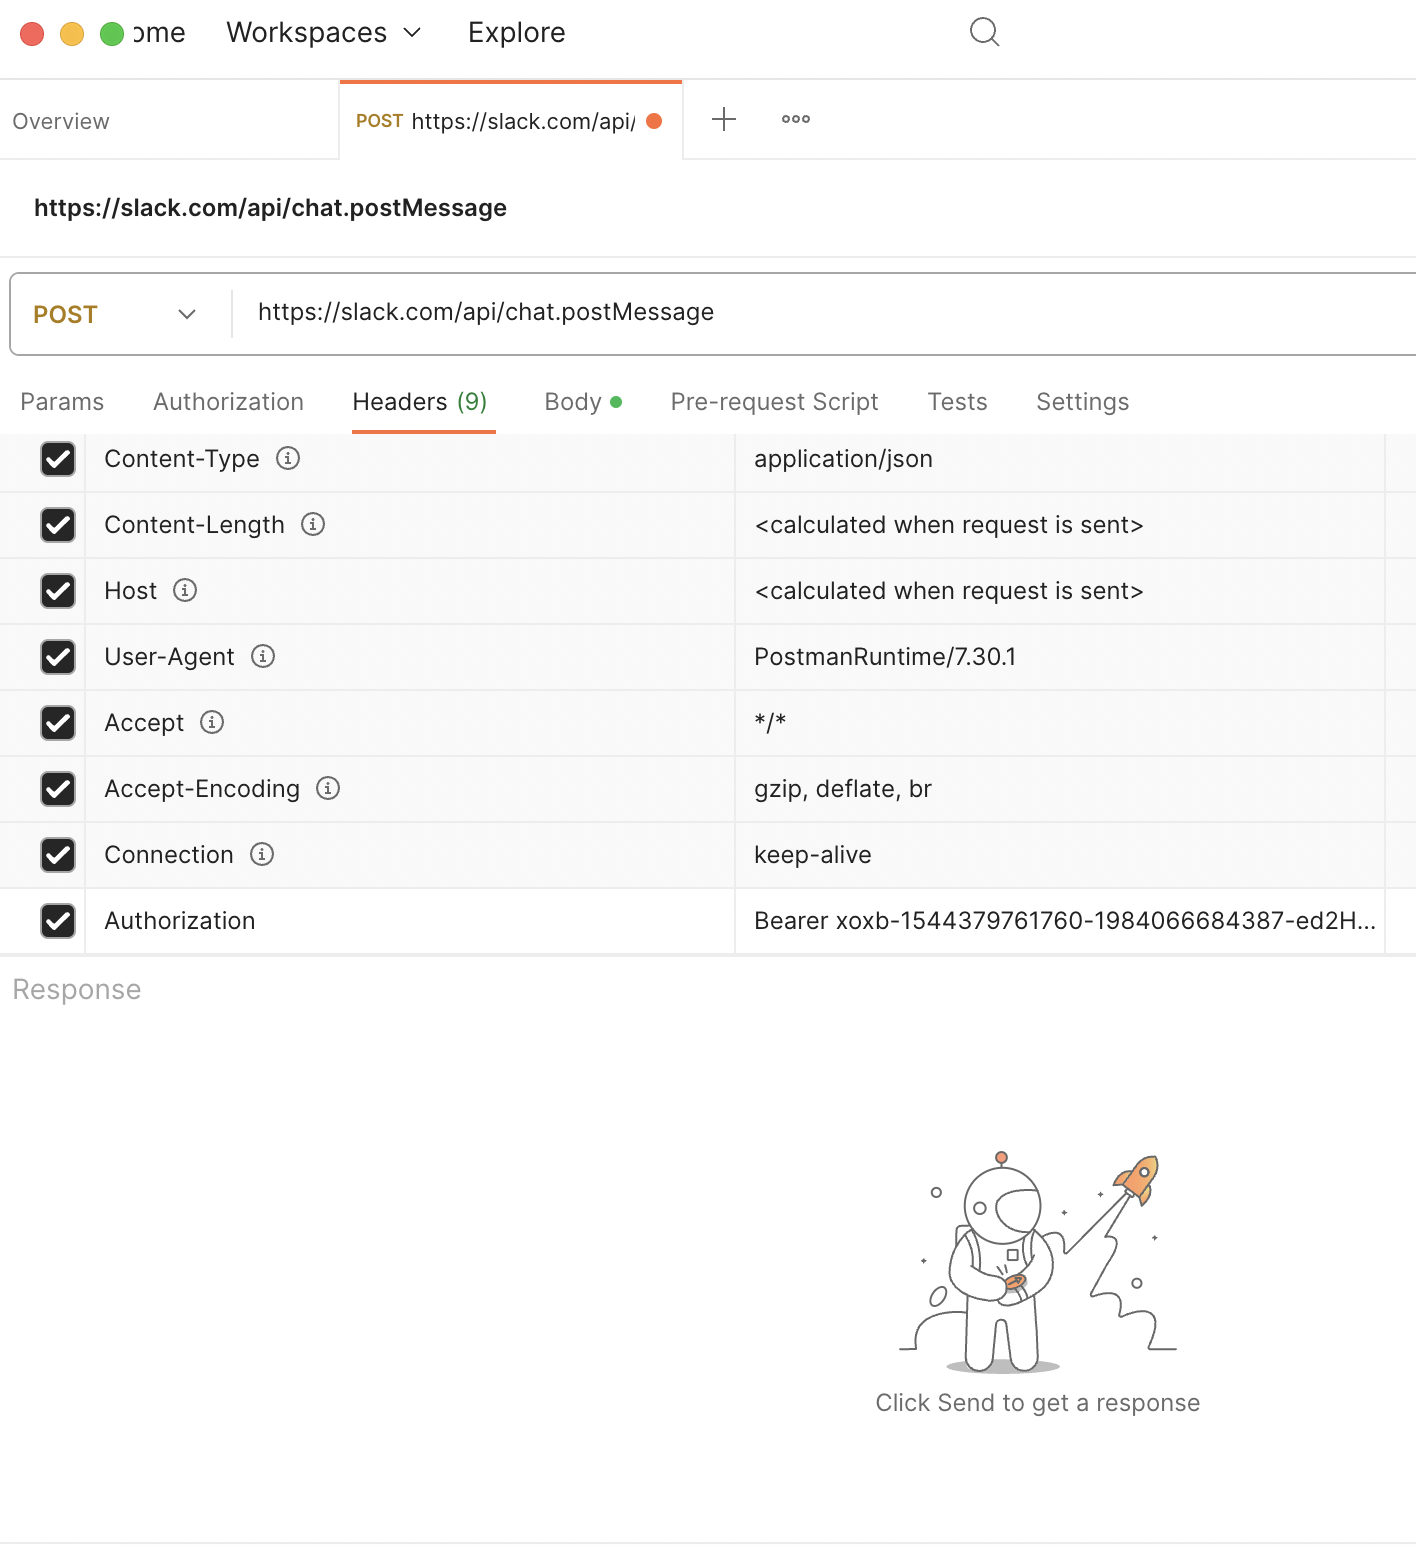 ome Workspaces Explore
Overview POST https://slack.com/api/
https://slack.com/api/chat.postMessage
POST https://slack.com/api/chat.postMessage
Params Authorization Headers (9) Body Pre-request Script Tests Settings
Content-Type application/json
Content-Length <calculated when request is sent>
Host <calculated when request is sent>
User-Agent PostmanRuntime/7.30.1
Accept */*
Accept-Encoding gzip, deflate, br
Connection keep-alive
Authorization Bearer xoxb-1544379761760-1984066684387-ed2H...
Response
Click Send to get a response